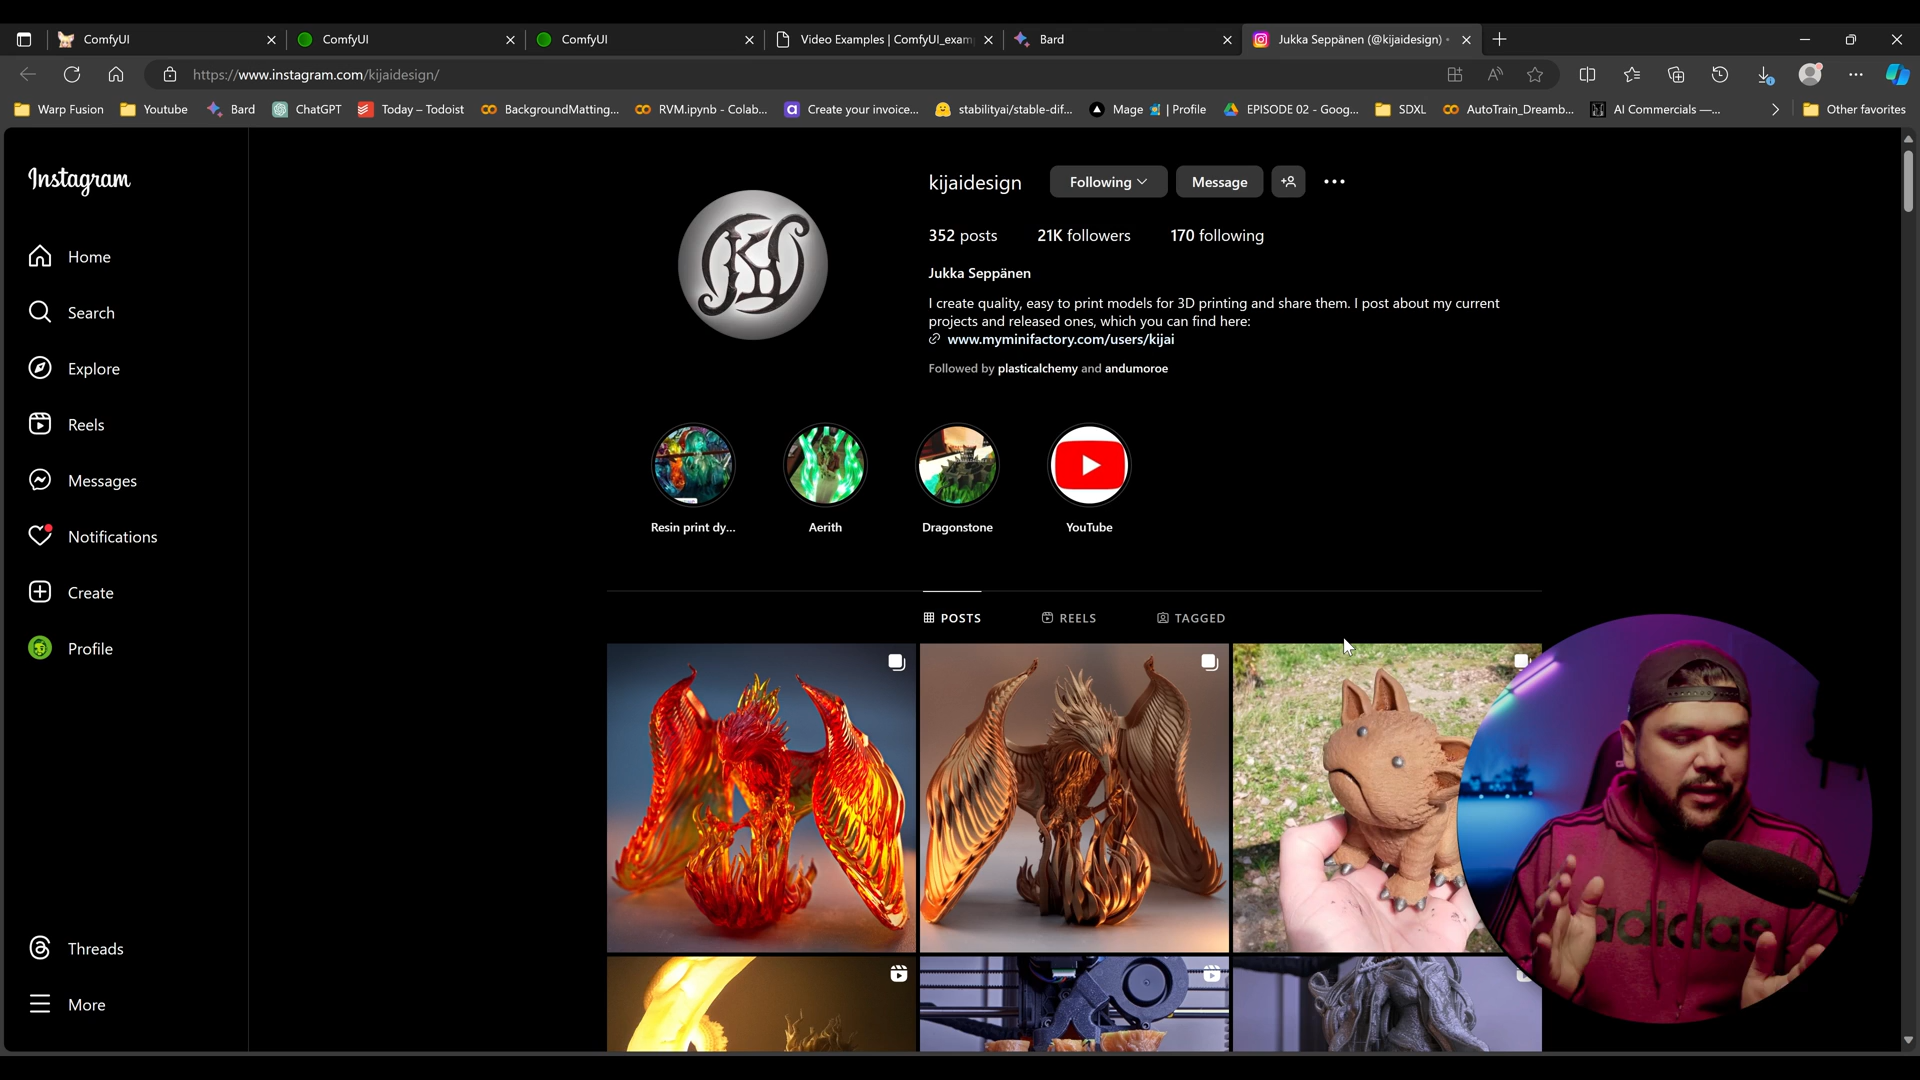 ComfyUI
ComfyUI
ComfyUI
Video Examples | ComfyUI_exam
Bard
Jukka Seppänen (@kijaidesign) •
https://www.instagram.com/kijaidesign/
Warp Fusion
Youtube
Bard
ChatGPT
Today – Todoist
BackgroundMatting...
RVM.ipynb - Colab...
Create your invoice...
stabilityai/stable-dif...
Mage
| Profile
EPISODE 02 - Goog...
SDXL
AutoTrain_Dreamb...
AI Commercials —...
Other favorites
Instagram
Home
Search
Explore
Reels
Messages
Notifications
Create
Profile
Threads
More
kijaidesign
Following
Message
352 posts
21K followers
170 following
Jukka Seppänen
I create quality, easy to print models for 3D printing and share them. I post about my current
projects and released ones, which you can find here:
www.myminifactory.com/users/kijai
Followed by plasticalchemy and andumoroe
Resin print dy...
Aerith
Dragonstone
YouTube
POSTS
REELS
TAGGED
adidas